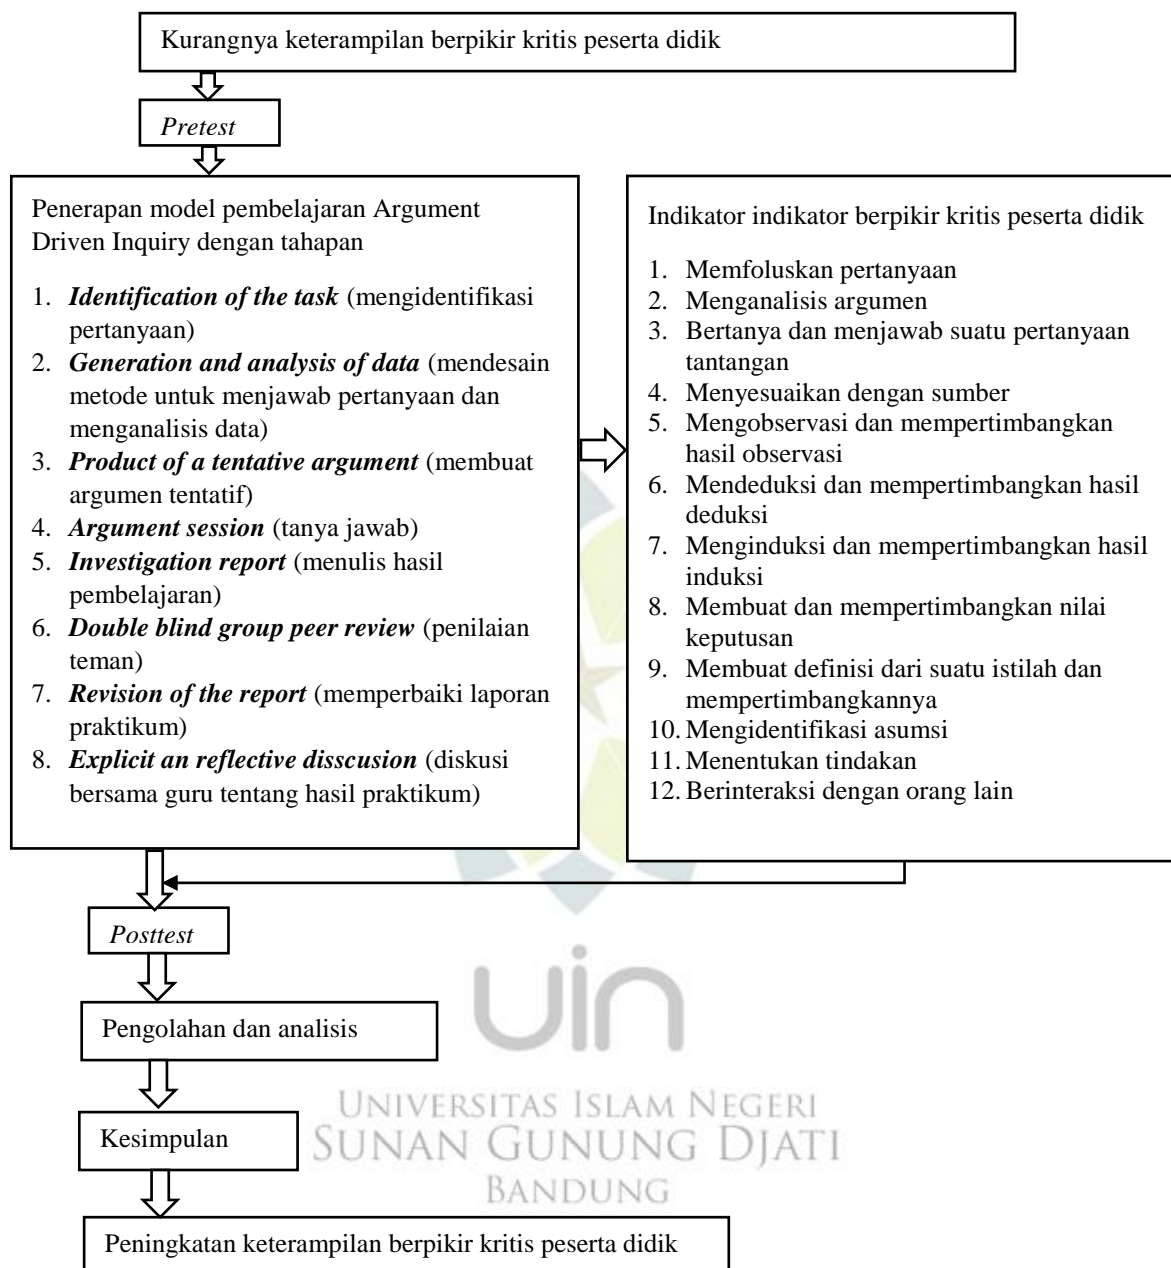 Kurangnya keterampilan berpikir kritis peserta didik
Pretest
Penerapan model pembelajaran Argument
Driven Inquiry dengan tahapan
1. Identification of the task (mengidentifikasi
pertanyaan)
2. Generation and analysis of data (mendesain
metode untuk menjawab pertanyaan dan
menganalisis data)
3. Product of a tentative argument (membuat
argumen tentatif)
4. Argument session (tanya jawab)
5. Investigation report (menulis hasil
pembelajaran)
6. Double blind group peer review (penilaian
teman)
7. Revision of the report (memperbaiki laporan
praktikum)
8. Explicit an reflective disscusion (diskusi
bersama guru tentang hasil praktikum)
Indikator indikator berpikir kritis peserta didik
1. Memfoluskan pertanyaan
2. Menganalisis argumen
3. Bertanya dan menjawab suatu pertanyaan
tantangan
4. Menyesuaikan dengan sumber
5. Mengobservasi dan mempertimbangkan
hasil observasi
6. Mendeduksi dan mempertimbangkan hasil
deduksi
7. Menginduksi dan mempertimbangkan hasil
induksi
8. Membuat dan mempertimbangkan nilai
keputusan
9. Membuat definisi dari suatu istilah dan
mempertimbangkannya
10. Mengidentifikasi asumsi
11. Menentukan tindakan
12. Berinteraksi dengan orang lain
Posttest
Pengolahan dan analisis
Kesimpulan
Peningkatan keterampilan berpikir kritis peserta didik
uin
UNIVERSITAS ISLAM NEGERI
SUNAN GUNUNG DJATI
BANDUNG